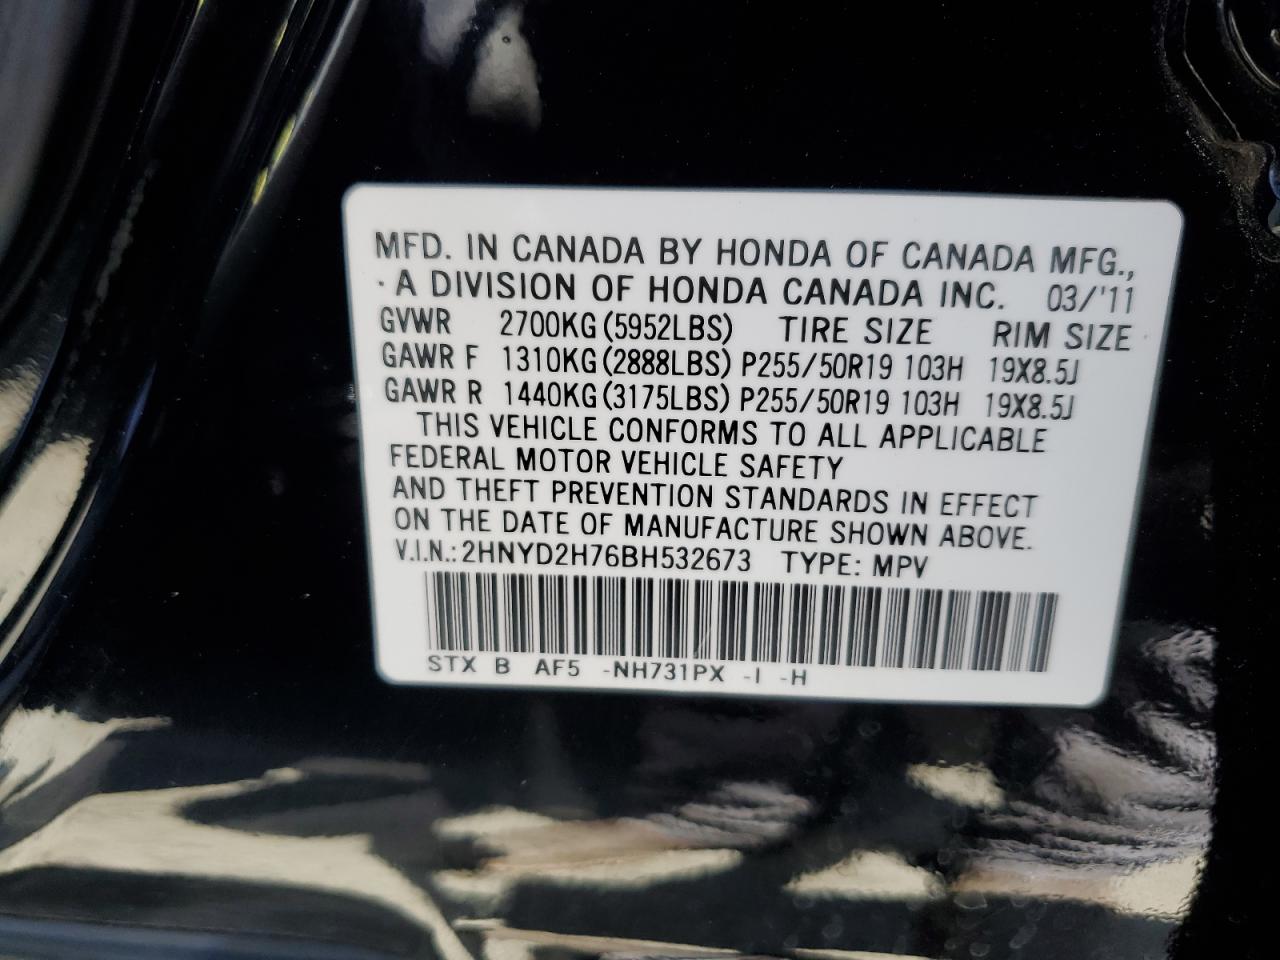 MFD. IN CANADA BY HONDA OF CANADA MFG.,
· A DIVISION OF HONDA CANADA INC. 03/'11
GVWR 2700KG(5952LBS) TIRE SIZE RIM SIZE
GAWR F 1310KG(2888LBS) P255/50R19 103H 19X8.5J
GAWR R 1440KG(3175LBS) P255/50R19 103H 19X8.5J
THIS VEHICLE CONFORMS TO ALL APPLICABLE
FEDERAL MOTOR VEHICLE SAFETY
AND THEFT PREVENTION STANDARDS IN EFFECT
ON THE DATE OF MANUFACTURE SHOWN ABOVE.
V.I.N.:2HNYD2H76BH532673 TYPE: MPV
STX B AF5 -NH731PX -I -H